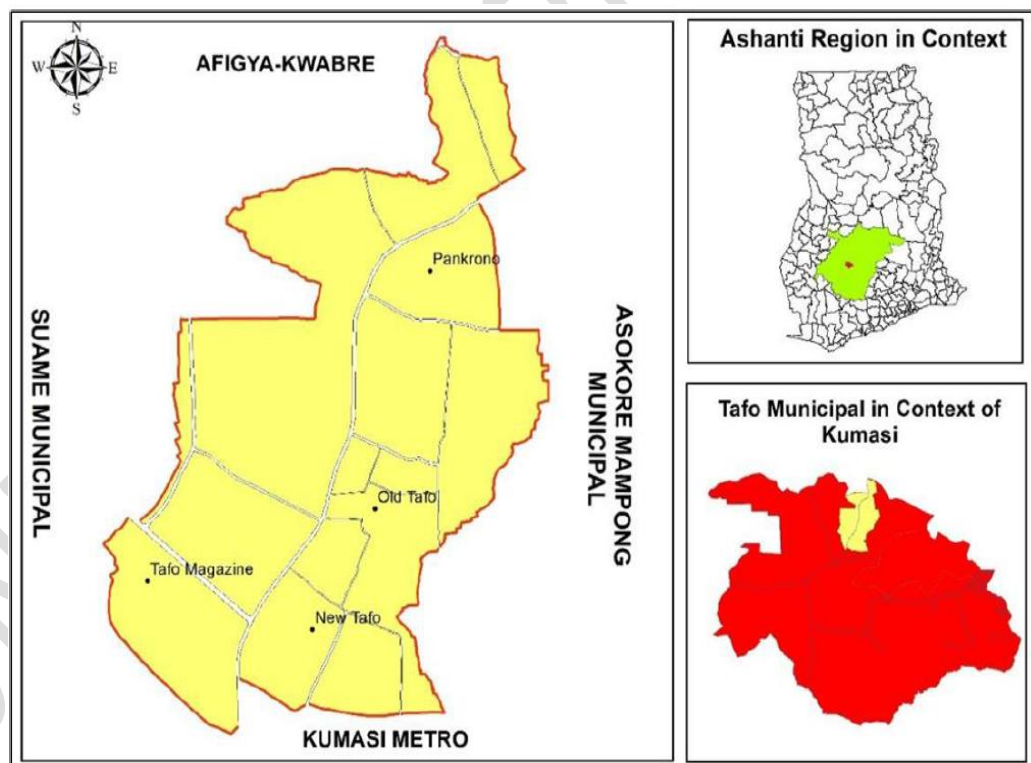 N
W
E
S
AFIGYA-KWABRE
Pankrono
SUAME MUNICIPAL
ASOKORE MAMPONG
MUNICIPAL
Old Tafo
Tafo Magazine
New Tafo
KUMASI METRO
Ashanti Region in Context
Tafo Municipal in Context of
Kumasi